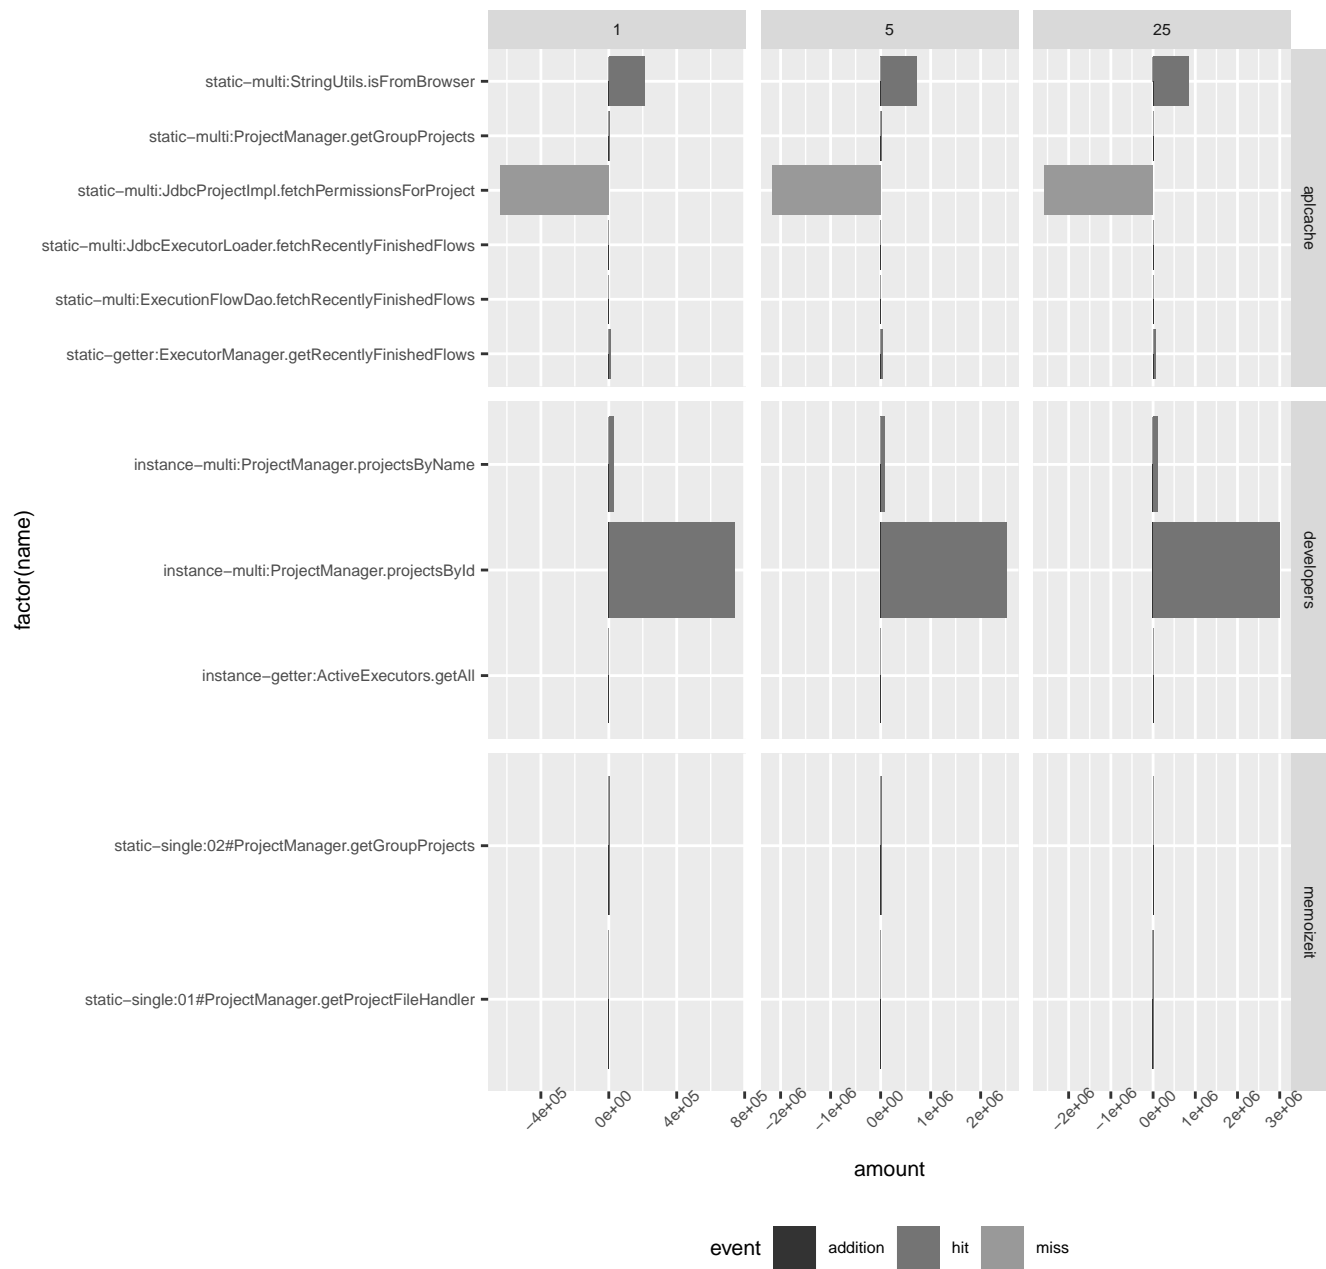 1 5 25
static−multi:StringUtils.isFromBrowser
static−multi:ProjectManager.getGroupProjects
static−multi:JdbcProjectImpl.fetchPermissionsForProject
static−multi:JdbcExecutorLoader.fetchRecentlyFinishedFlows
static−multi:ExecutionFlowDao.fetchRecentlyFinishedFlows
static−getter:ExecutorManager.getRecentlyFinishedFlows
aplcache
instance−multi:ProjectManager.projectsByName
instance−multi:ProjectManager.projectsById
instance−getter:ActiveExecutors.getAll
developers
static−single:02#ProjectManager.getGroupProjects
static−single:01#ProjectManager.getProjectFileHandler
memoizeit
factor(name)
−4e+05 0e+00 4e+05 8e+05 −2e+06 −1e+06 0e+00 1e+06 2e+06 −2e+06 −1e+06 0e+00 1e+06 2e+06 3e+06
amount
event addition hit miss